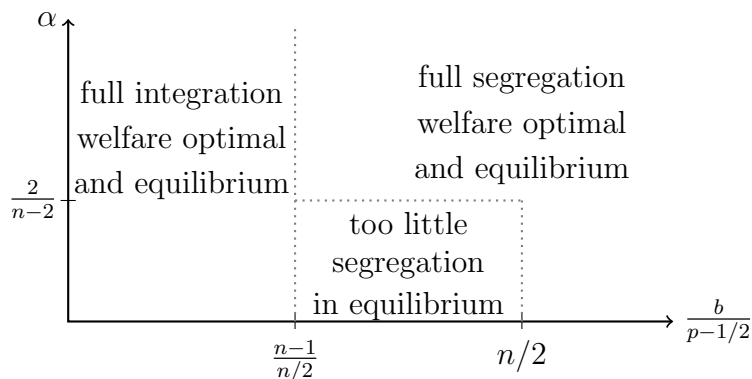 α
full integration
welfare optimal
and equilibrium
full segregation
welfare optimal
and equilibrium
2/(n−2)
too little
segregation
in equilibrium
(n−1)/(n/2)
n/2
b/(p−1/2)